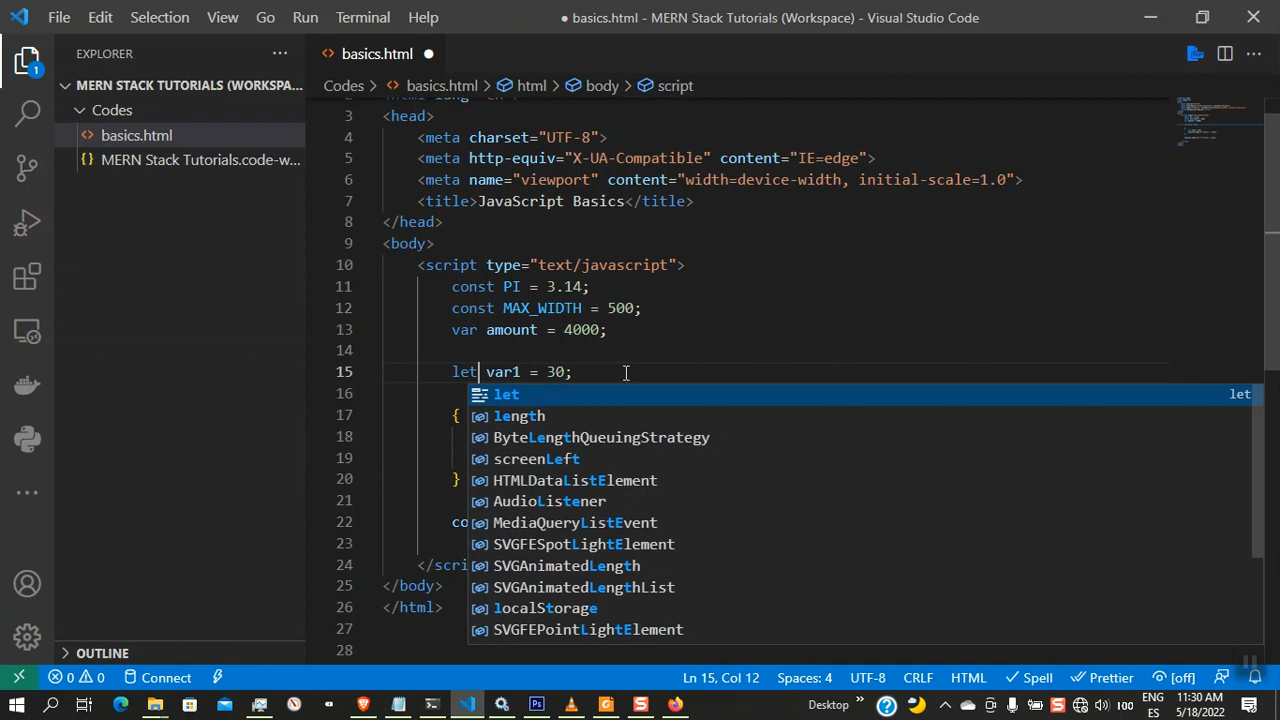 File Edit Selection View Go Run Terminal Help
● basics.html - MERN Stack Tutorials (Workspace) - Visual Studio Code
EXPLORER
1
MERN STACK TUTORIALS (WORKSPA...
Codes
<> basics.html
{} MERN Stack Tutorials.code-w...
OUTLINE
<> basics.html ●
Codes > <> basics.html > html > body > script
2 <html lang="en">
3 <head>
4 <meta charset="UTF-8">
5 <meta http-equiv="X-UA-Compatible" content="IE=edge">
6 <meta name="viewport" content="width=device-width, initial-scale=1.0">
7 <title>JavaScript Basics</title>
8 </head>
9 <body>
10 <script type="text/javascript">
11 const PI = 3.14;
12 const MAX_WIDTH = 500;
13 var amount = 4000;
14
15 let var1 = 30;
16
17 {
18
19
20 }
21
22 co
23
24 </scri
25 </body>
26 </html>
27
28
let let
length
ByteLengthQueuingStrategy
screenLeft
HTMLDataListElement
AudioListener
MediaQueryListEvent
SVGFESpotLightElement
SVGAnimatedLength
SVGAnimatedLengthList
localStorage
SVGFEPointLightElement
0 0 Connect Ln 15, Col 12 Spaces: 4 UTF-8 CRLF HTML Spell Prettier [off]
Desktop » ENG 11:30 AM
ES 5/18/2022
100